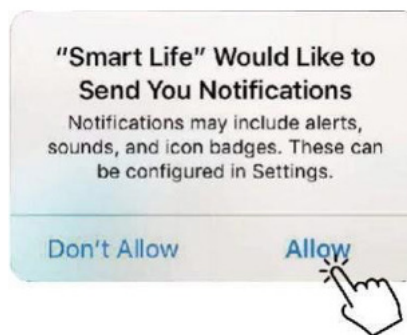 “Smart Life” Would Like to
Send You Notifications
Notifications may include alerts,
sounds, and icon badges. These can
be configured in Settings.
Don't Allow
Allow